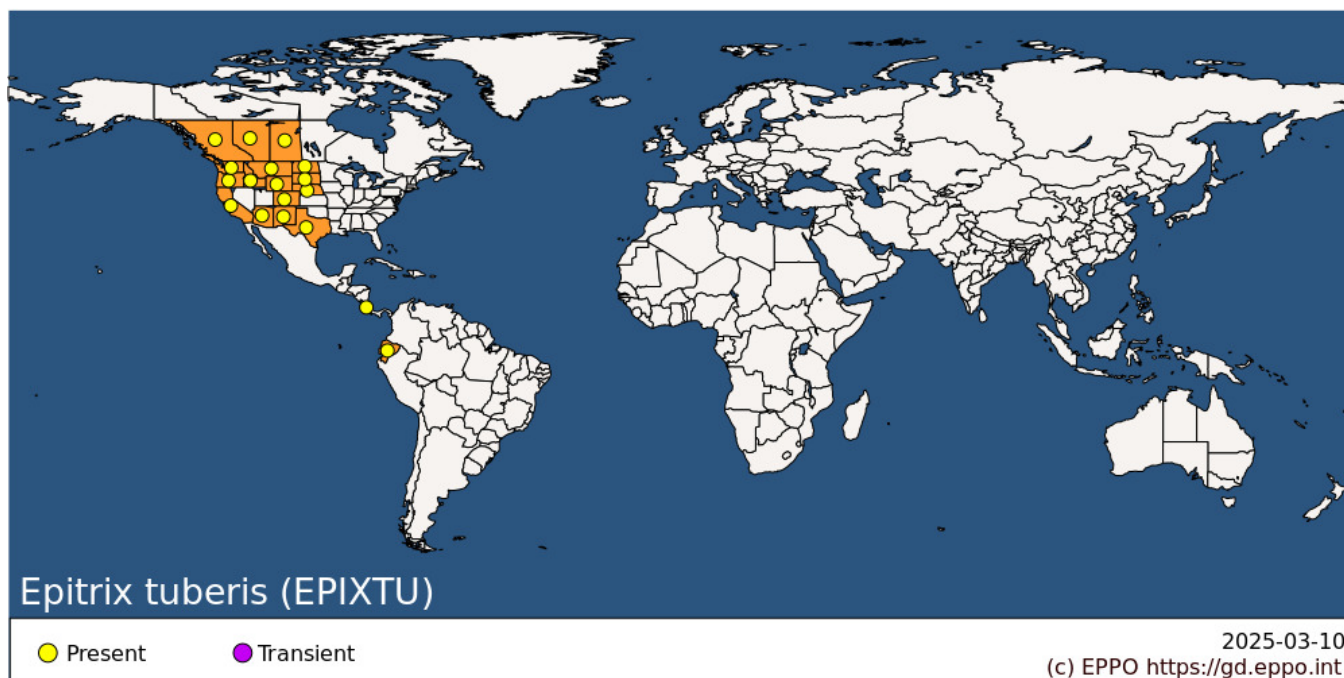 Epitrix tuberis (EPIXTU)
Present
Transient
2025-03-10
(c) EPPO https://gd.eppo.int